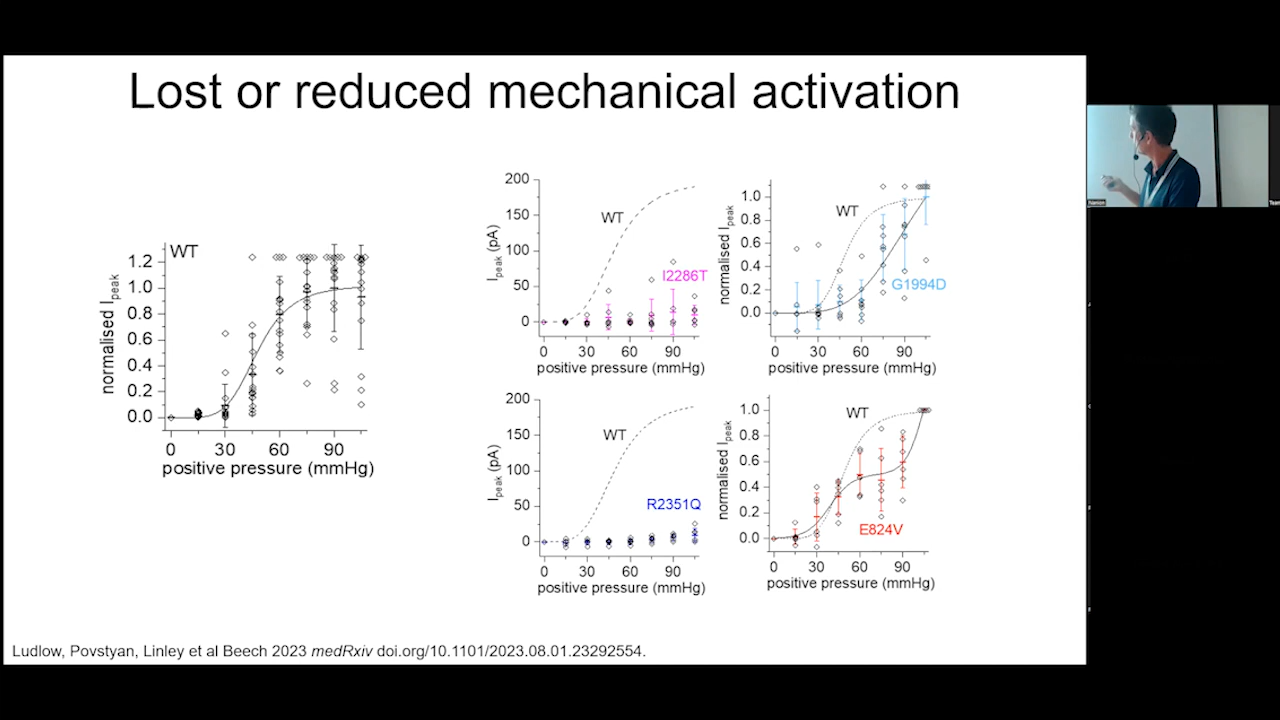 Lost or reduced mechanical activation
WT
1.2
1.0
0.8
0.6
0.4
0.2
0.0
normalised Ipeak
0 30 60 90
positive pressure (mmHg)
200
150
100
50
0
Ipeak (pA)
WT
I2286T
0 30 60 90
positive pressure (mmHg)
1.0
0.8
0.6
0.4
0.2
0.0
normalised Ipeak
WT
G1994D
0 30 60 90
positive pressure (mmHg)
200
150
100
50
0
Ipeak (pA)
WT
R2351Q
0 30 60 90
positive pressure (mmHg)
1.0
0.8
0.6
0.4
0.2
0.0
normalised Ipeak
WT
E824V
0 30 60 90
positive pressure (mmHg)
Ludlow, Povstyan, Linley et al Beech 2023 medRxiv doi.org/10.1101/2023.08.01.23292554.